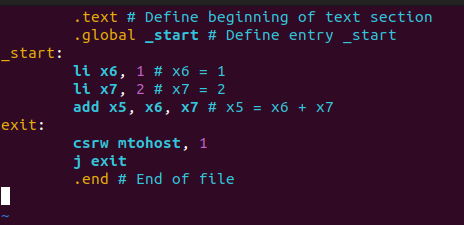 .text # Define beginning of text section
.global _start # Define entry _start
_start:
li x6, 1 # x6 = 1
li x7, 2 # x7 = 2
add x5, x6, x7 # x5 = x6 + x7
exit:
csrw mtohost, 1
j exit
.end # End of file
~